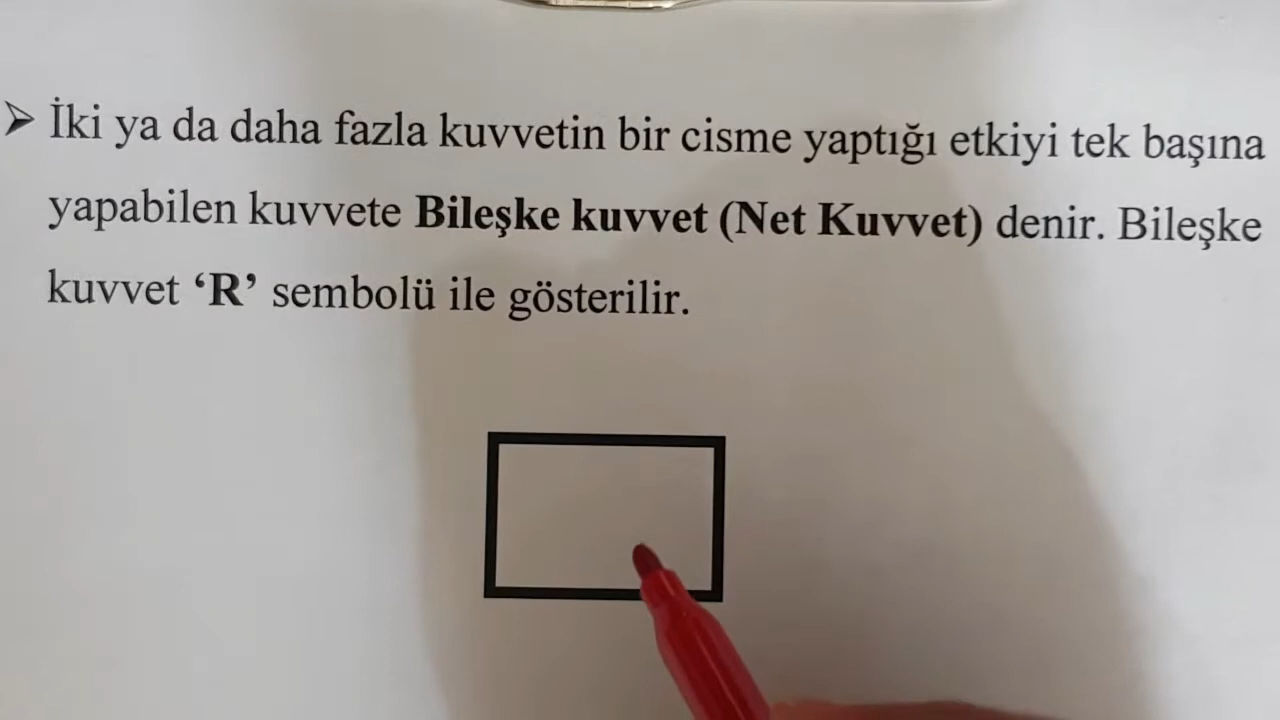 ➢ İki ya da daha fazla kuvvetin bir cisme yaptığı etkiyi tek başına
yapabilen kuvvete Bileşke kuvvet (Net Kuvvet) denir. Bileşke
kuvvet ‘R’ sembolü ile gösterilir.